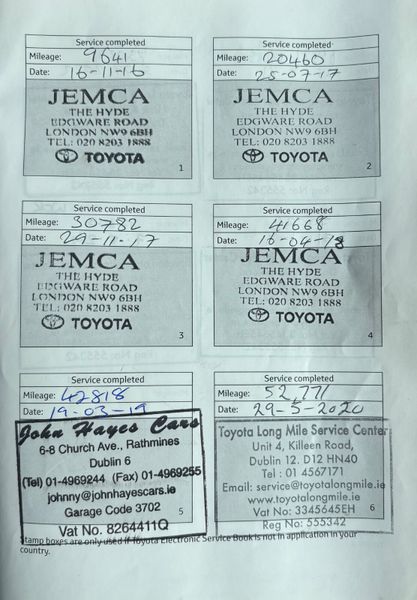 Service completed
Mileage: 9641
Date: 16-11-16
JEMCA
THE HYDE
EDGWARE ROAD
LONDON NW9 6BH
TEL: 020 8203 1888
TOYOTA
1
Service completed
Mileage: 20460
Date: 25-07-17
JEMCA
THE HYDE
EDGWARE ROAD
LONDON NW9 6BH
TEL: 020 8203 1888
TOYOTA
2
Service completed
Mileage: 30782
Date: 29-11-17
JEMCA
THE HYDE
EDGWARE ROAD
LONDON NW9 6BH
TEL: 020 8203 1888
TOYOTA
3
Service completed
Mileage: 41668
Date: 16-04-18
JEMCA
THE HYDE
EDGWARE ROAD
LONDON NW9 6BH
TEL: 020 8203 1888
TOYOTA
4
Service completed
Mileage: 42818
Date: 19-03-19
John Hayes Cars
6-8 Church Ave., Rathmines
Dublin 6
(Tel) 01-4969244 (Fax) 01-4969255
johnny@johnhayescars.ie
Garage Code 3702
5
Vat No. 8264411Q
Service completed
Mileage: 52,771
Date: 29-5-2020
Toyota Long Mile Service Center
Unit 4, Killeen Road,
Dublin 12. D12 HN40
Tel : 01 4567171
Email: service@toyotalongmile.ie
www.toyotalongmile.ie
Vat No: 3345645EH
6
Reg No: 555342
Stamp boxes are only used if Toyota Electronic Service Book is not in application in your
country.